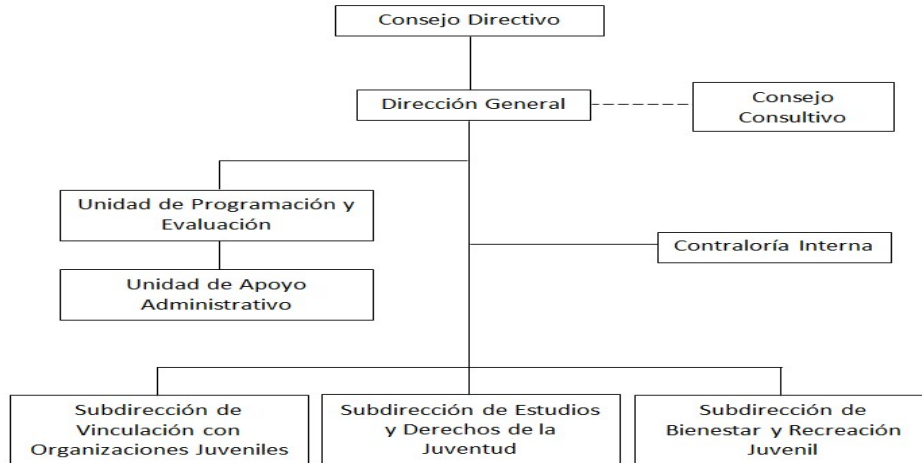 Consejo Directivo
Dirección General
Consejo
Consultivo
Unidad de Programación y
Evaluación
Contraloría Interna
Unidad de Apoyo
Administrativo
Subdirección de
Vinculación con
Organizaciones Juveniles
Subdirección de Estudios
y Derechos de la
Juventud
Subdirección de
Bienestar y Recreación
Juvenil